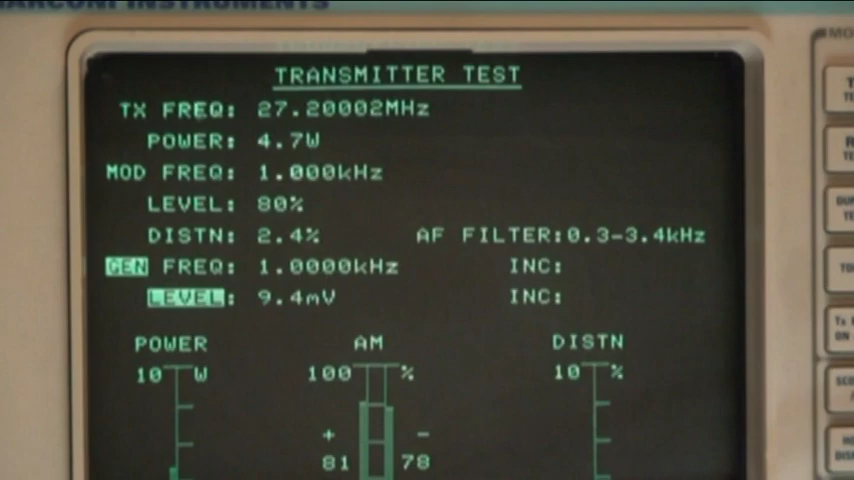 MARCONI INSTRUMENTS
TRANSMITTER TEST
TX FREQ: 27.20002MHz
POWER: 4.7W
MOD FREQ: 1.000kHz
LEVEL: 80%
DISTN: 2.4% AF FILTER:0.3-3.4kHz
GEN FREQ: 1.0000kHz INC:
LEVEL: 9.4mV INC:
POWER AM DISTN
10 W 100 % 10 %
+ -
81 78